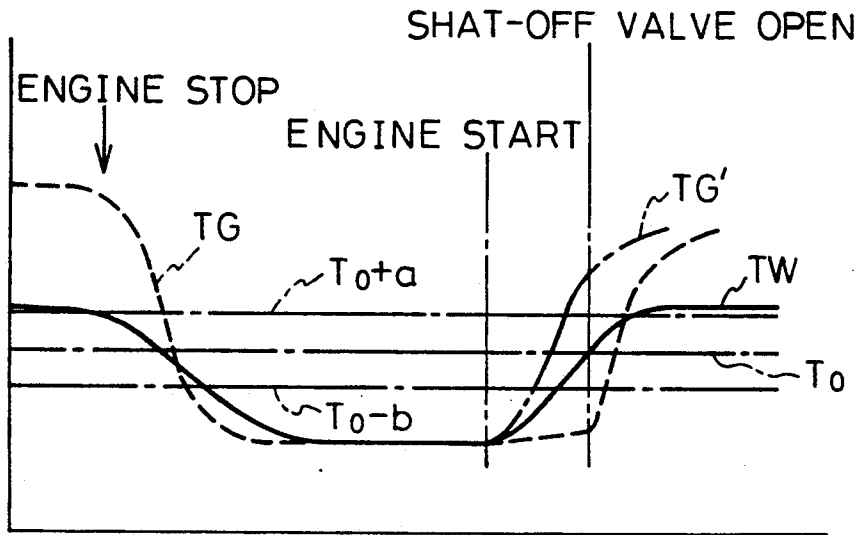 SHAT-OFF VALVE OPEN
ENGINE STOP
ENGINE START
TG
TG'
T0+a
TW
T0
T0-b